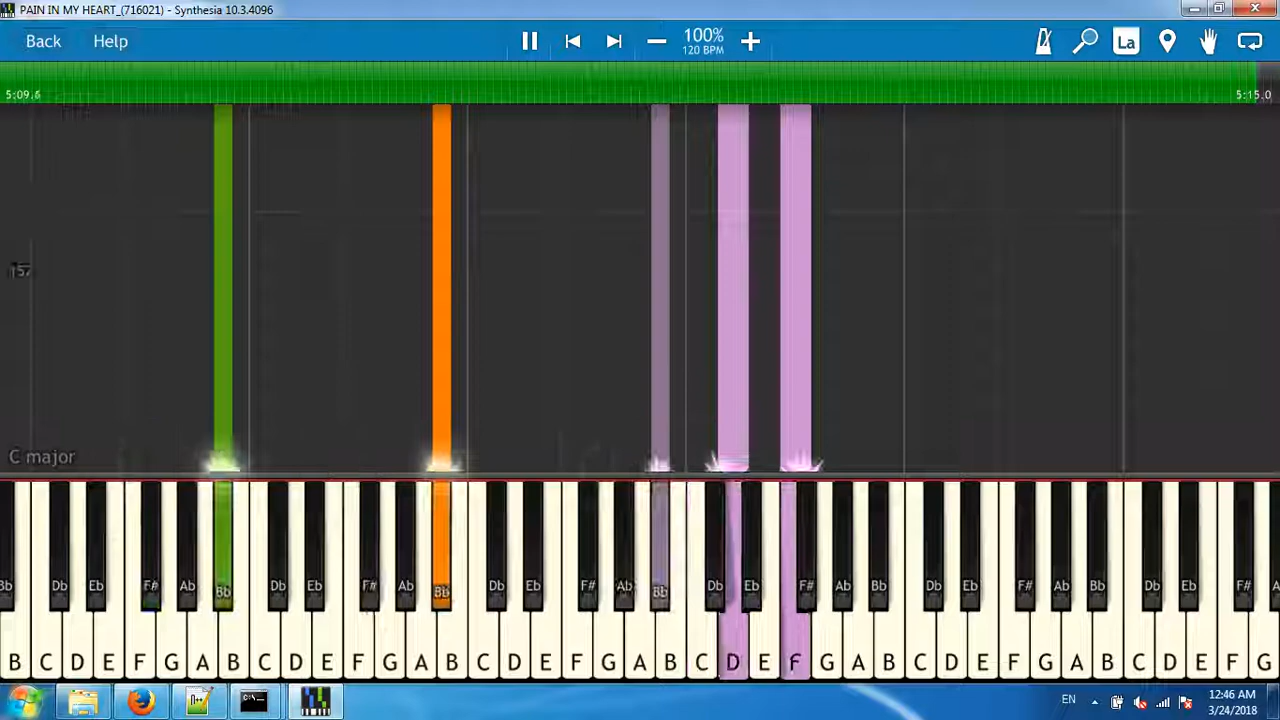 PAIN IN MY HEART_(716021) - Synthesia 10.3.4096
Back Help 100% La
120 BPM
5:09.6 5:15.0
157
C major
Bb Db Eb F# Ab Bb Db Eb F# Ab Bb Db Eb F# Ab Bb Db Eb F# Ab Bb Db Eb F# Ab Bb Db Eb F# A
B C D E F G A B C D E F G A B C D E F G A B C D E F G A B C D E F G A B C D E F G
EN 12:46 AM
3/24/2018